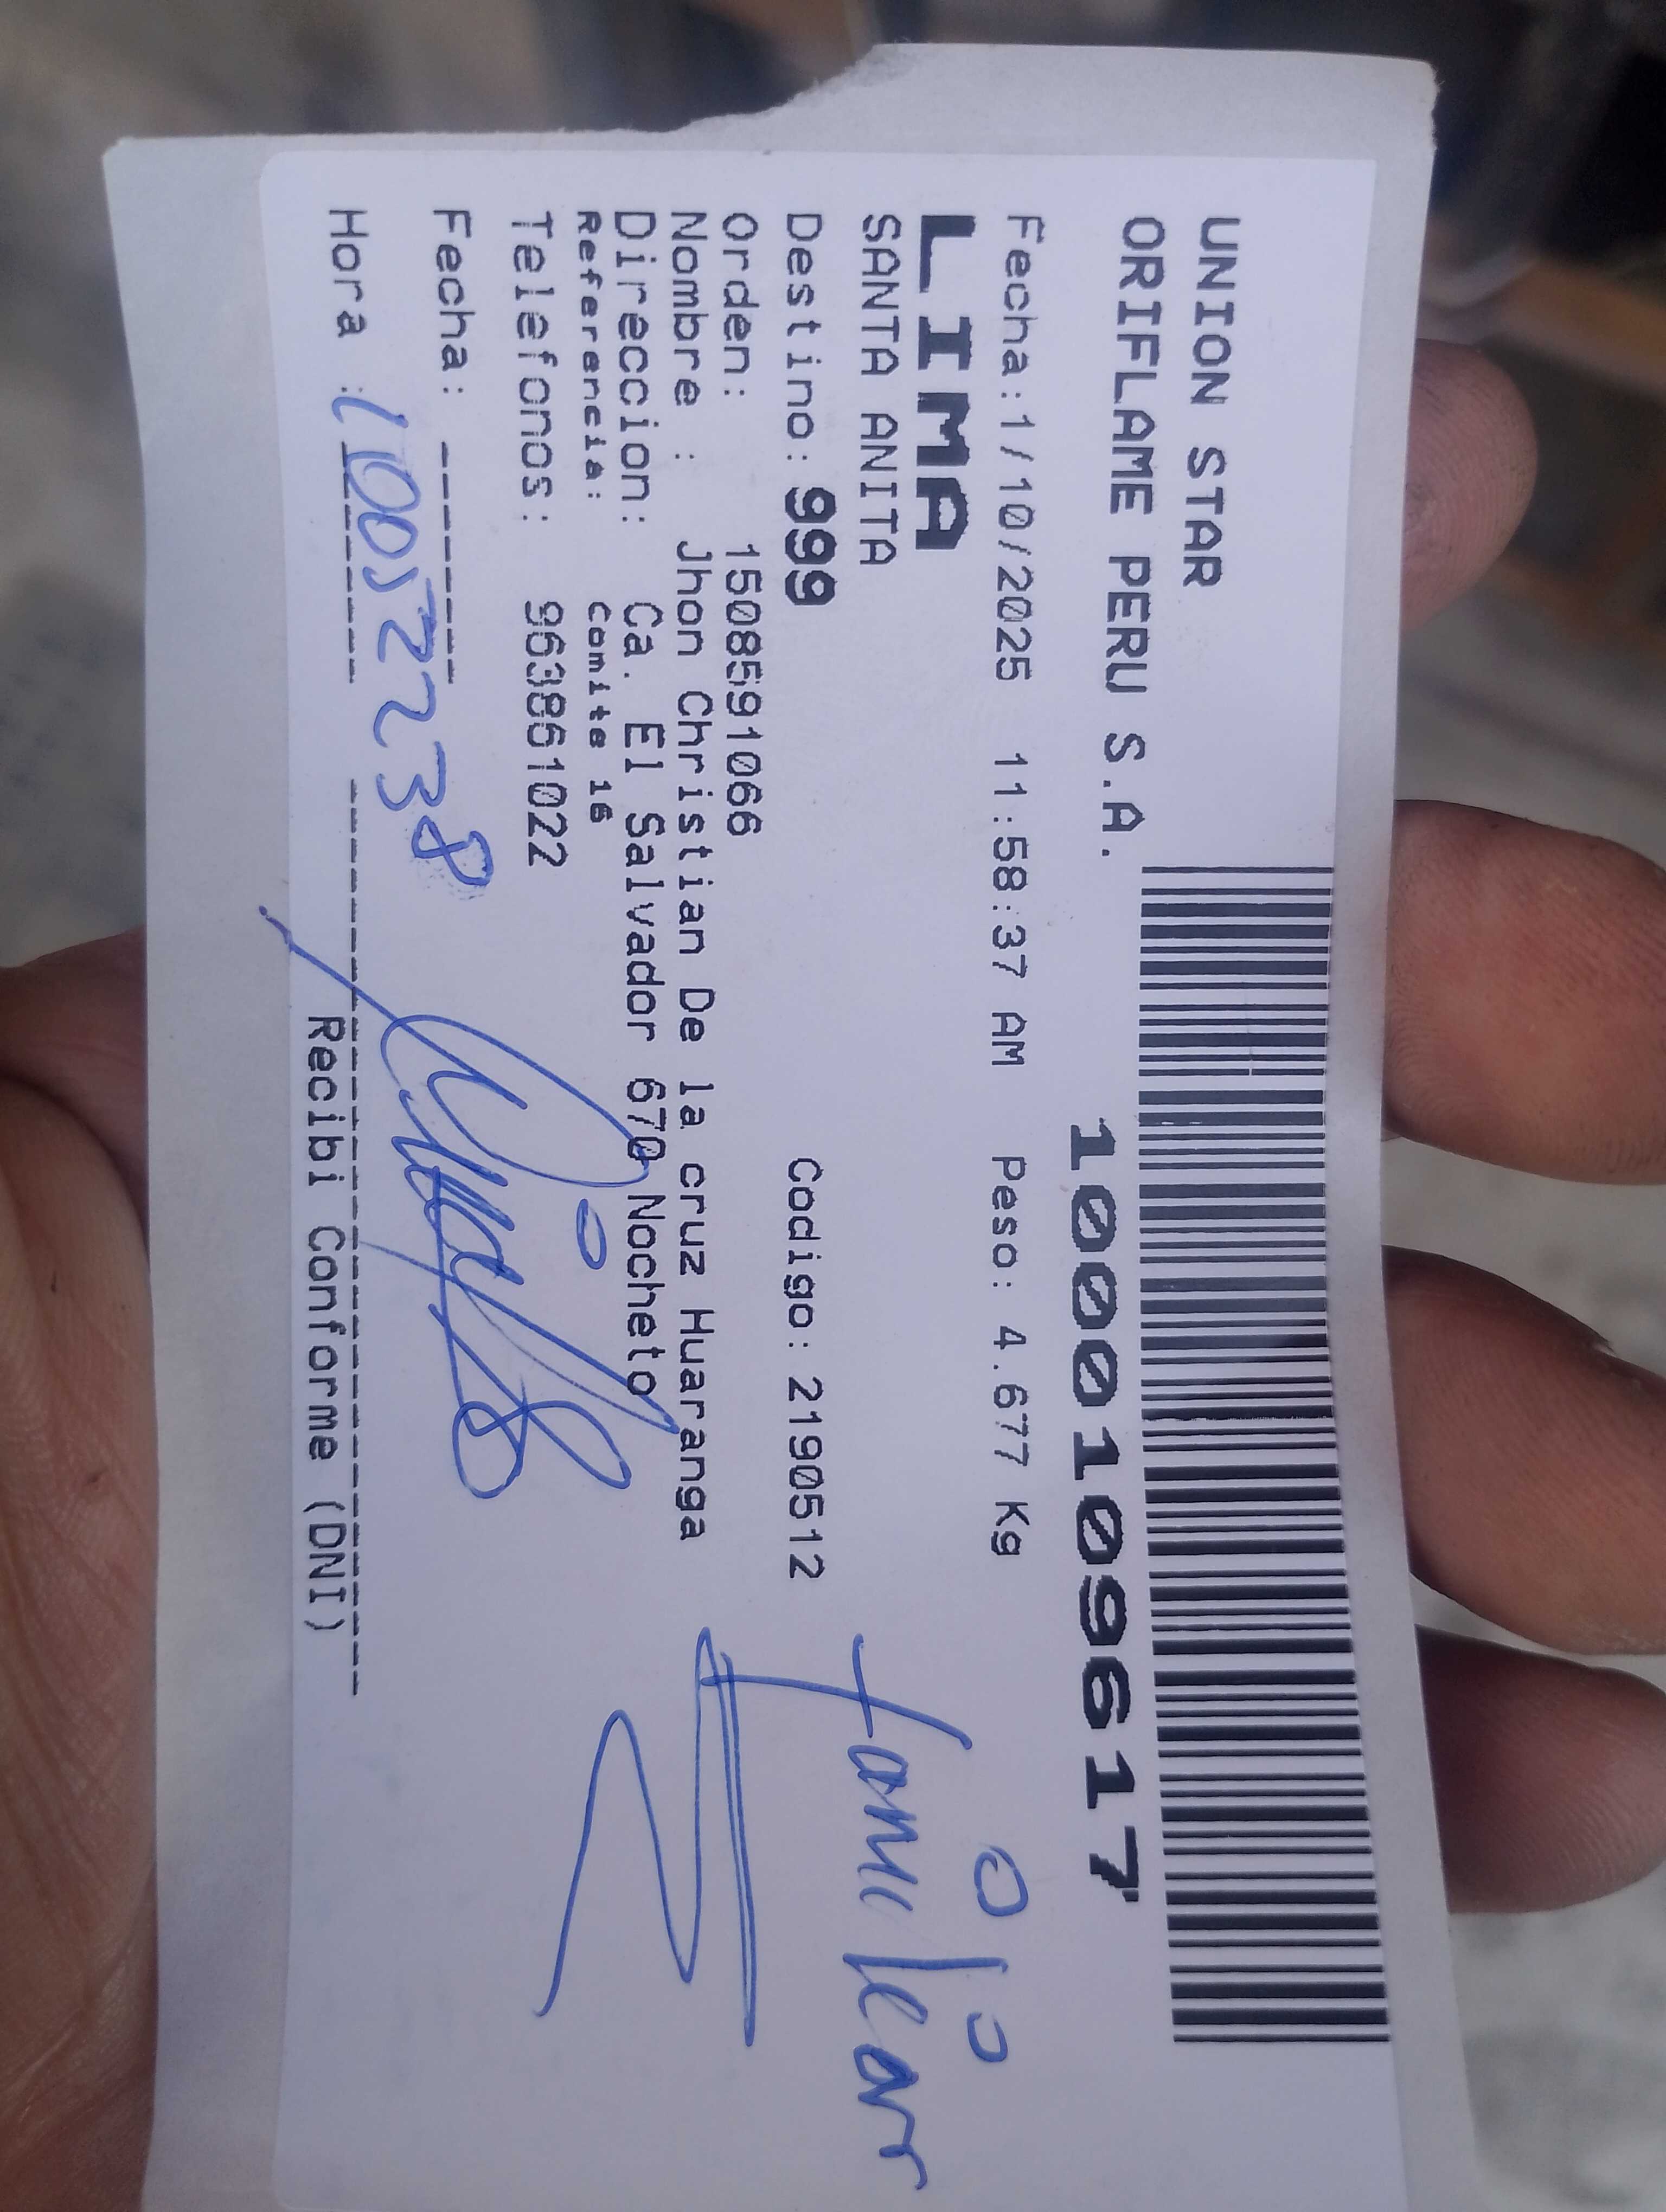 UNION STAR
ORIFLAME PERU S.A.
1000109617
Fecha:1/10/2025 11:58:37 AM Peso: 4.677 Kg
LIMA
SANTA ANITA
Destino: 999 Codigo: 2190512
Orden: 1508591066
Nombre : Jhon Christian De la cruz Huaranga
Direccion: Ca. El Salvador 670 Nocheto
Referencia: Comite 16
Telefonos: 963861022
Fecha:
Hora : 10052238
Recibi Conforme (DNI)
familiar